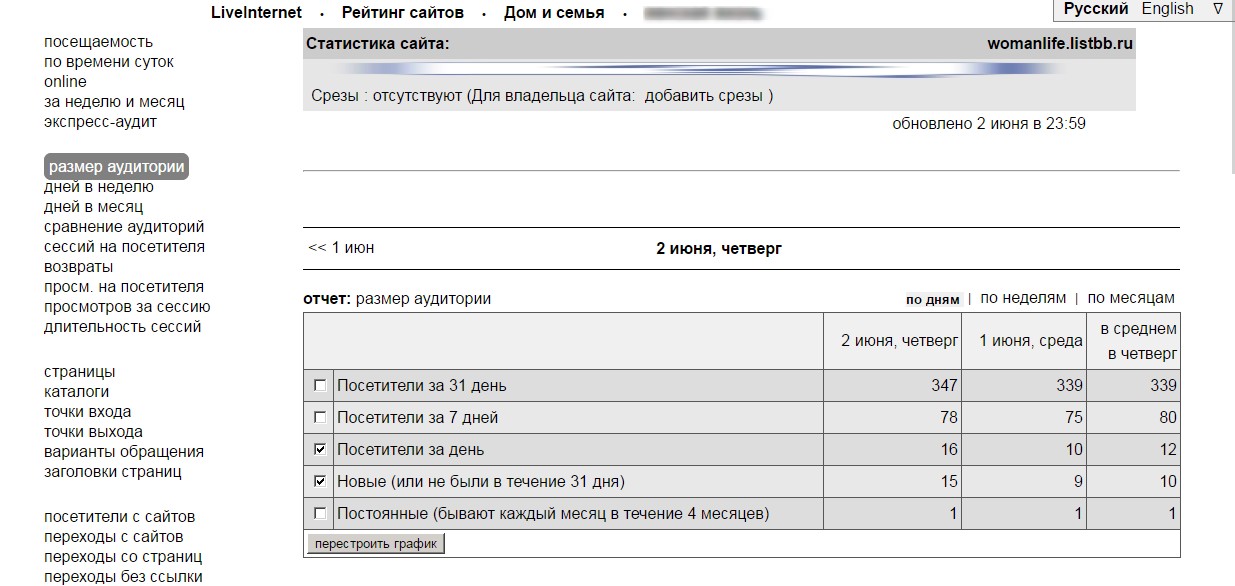 LiveInternet • Рейтинг сайтов • Дом и семья •
Русский English ∇
посещаемость
по времени суток
online
за неделю и месяц
экспресс-аудит
размер аудитории
дней в неделю
дней в месяц
сравнение аудиторий
сессий на посетителя
возвраты
просм. на посетителя
просмотров за сессию
длительность сессий
страницы
каталоги
точки входа
точки выхода
варианты обращения
заголовки страниц
посетители с сайтов
переходы с сайтов
переходы со страниц
переходы без ссылки
Статистика сайта: womanlife.listbb.ru
Срезы : отсутствуют (Для владельца сайта: добавить срезы )
обновлено 2 июня в 23:59
<< 1 июн 2 июня, четверг
отчет: размер аудитории по дням | по неделям | по месяцам
2 июня, четверг 1 июня, среда в среднем
в четверг
Посетители за 31 день 347 339 339
Посетители за 7 дней 78 75 80
Посетители за день 16 10 12
Новые (или не были в течение 31 дня) 15 9 10
Постоянные (бывают каждый месяц в течение 4 месяцев) 1 1 1
перестроить график